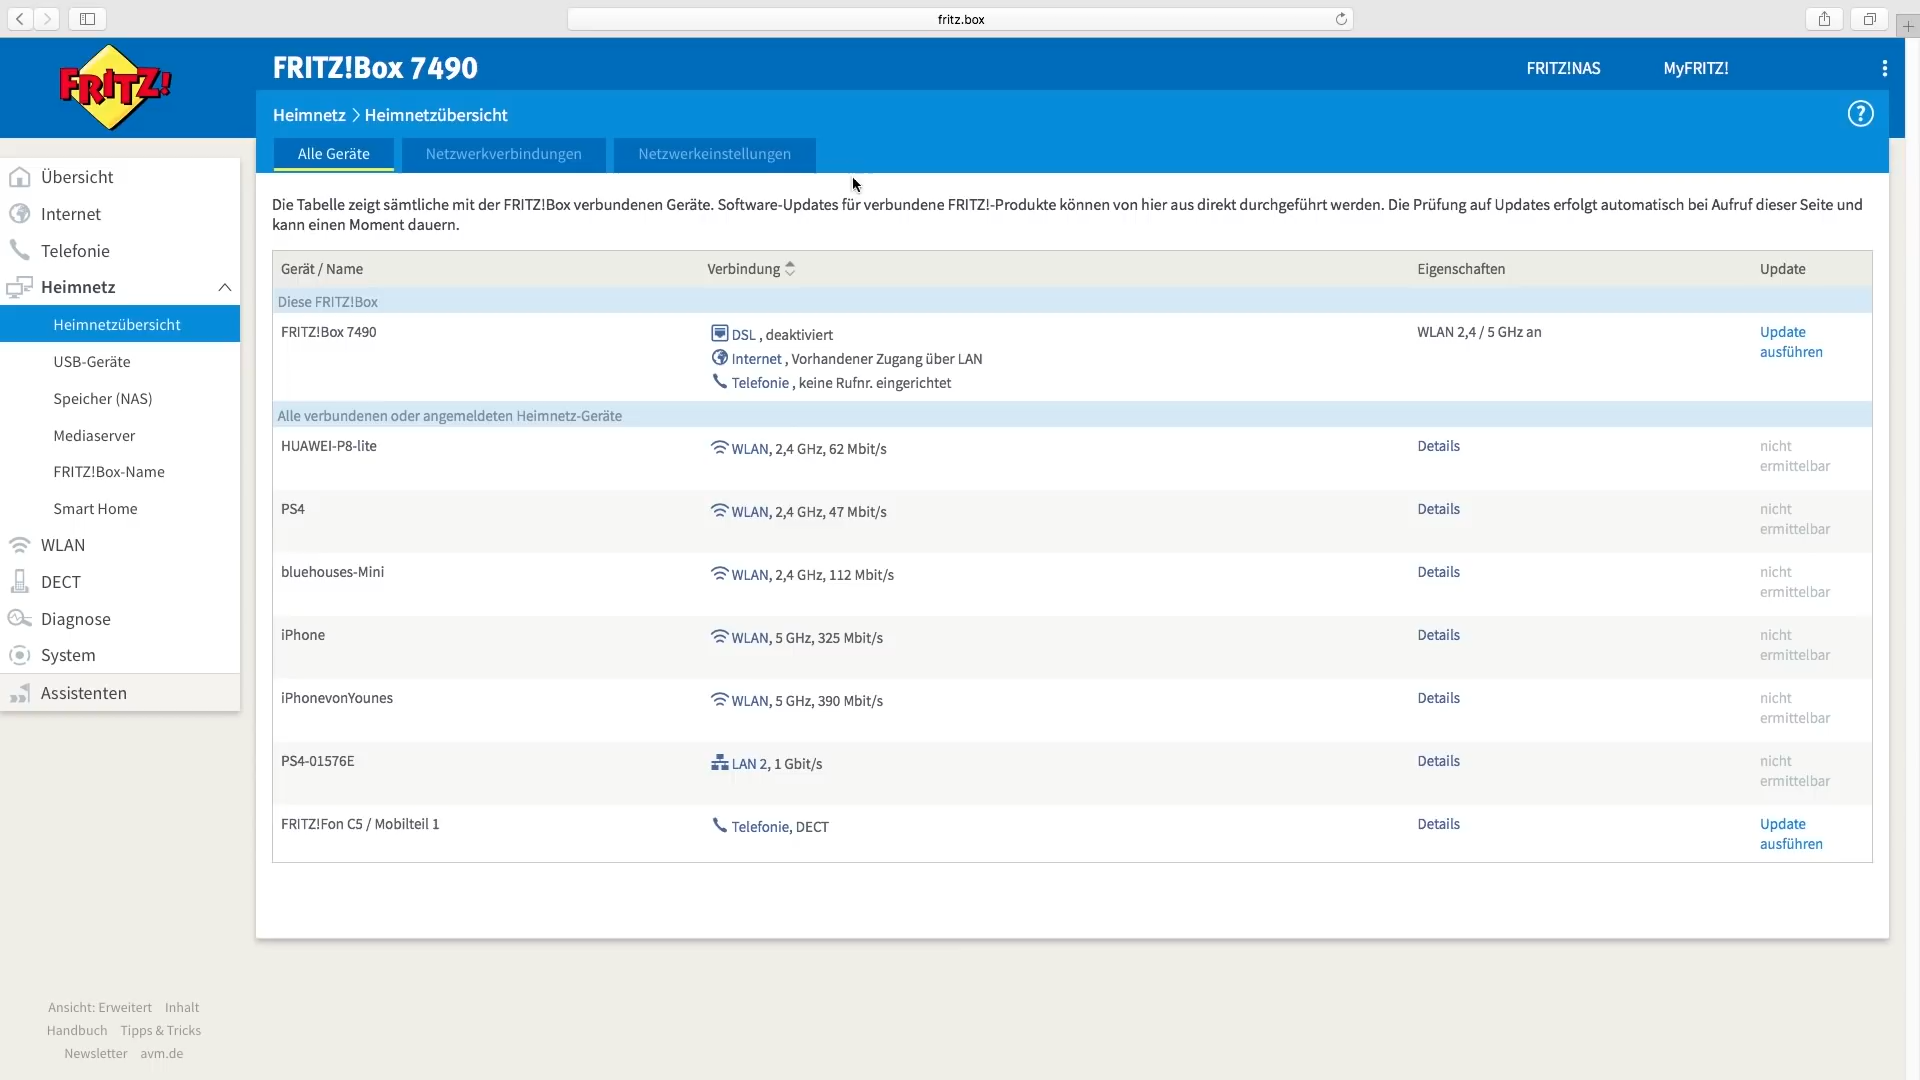 fritz.box
FRITZ!
FRITZ!Box 7490
FRITZ!NAS
MyFRITZ!
Heimnetz > Heimnetzübersicht
?
Alle Geräte
Netzwerkverbindungen
Netzwerkeinstellungen
Übersicht
Internet
Telefonie
Heimnetz
Heimnetzübersicht
USB-Geräte
Speicher (NAS)
Mediaserver
FRITZ!Box-Name
Smart Home
WLAN
DECT
Diagnose
System
Assistenten
Die Tabelle zeigt sämtliche mit der FRITZ!Box verbundenen Geräte. Software-Updates für verbundene FRITZ!-Produkte können von hier aus direkt durchgeführt werden. Die Prüfung auf Updates erfolgt automatisch bei Aufruf dieser Seite und
kann einen Moment dauern.
Gerät / Name Verbindung Eigenschaften Update
Diese FRITZ!Box
FRITZ!Box 7490 DSL , deaktiviert WLAN 2,4 / 5 GHz an Update
ausführen
Internet , Vorhandener Zugang über LAN
Telefonie , keine Rufnr. eingerichtet
Alle verbundenen oder angemeldeten Heimnetz-Geräte
HUAWEI-P8-lite WLAN, 2,4 GHz, 62 Mbit/s Details nicht
ermittelbar
PS4 WLAN, 2,4 GHz, 47 Mbit/s Details nicht
ermittelbar
bluehouses-Mini WLAN, 2,4 GHz, 112 Mbit/s Details nicht
ermittelbar
iPhone WLAN, 5 GHz, 325 Mbit/s Details nicht
ermittelbar
iPhonevonYounes WLAN, 5 GHz, 390 Mbit/s Details nicht
ermittelbar
PS4-01576E LAN 2, 1 Gbit/s Details nicht
ermittelbar
FRITZ!Fon C5 / Mobilteil 1 Telefonie, DECT Details Update
ausführen
Ansicht: Erweitert Inhalt
Handbuch Tipps & Tricks
Newsletter avm.de